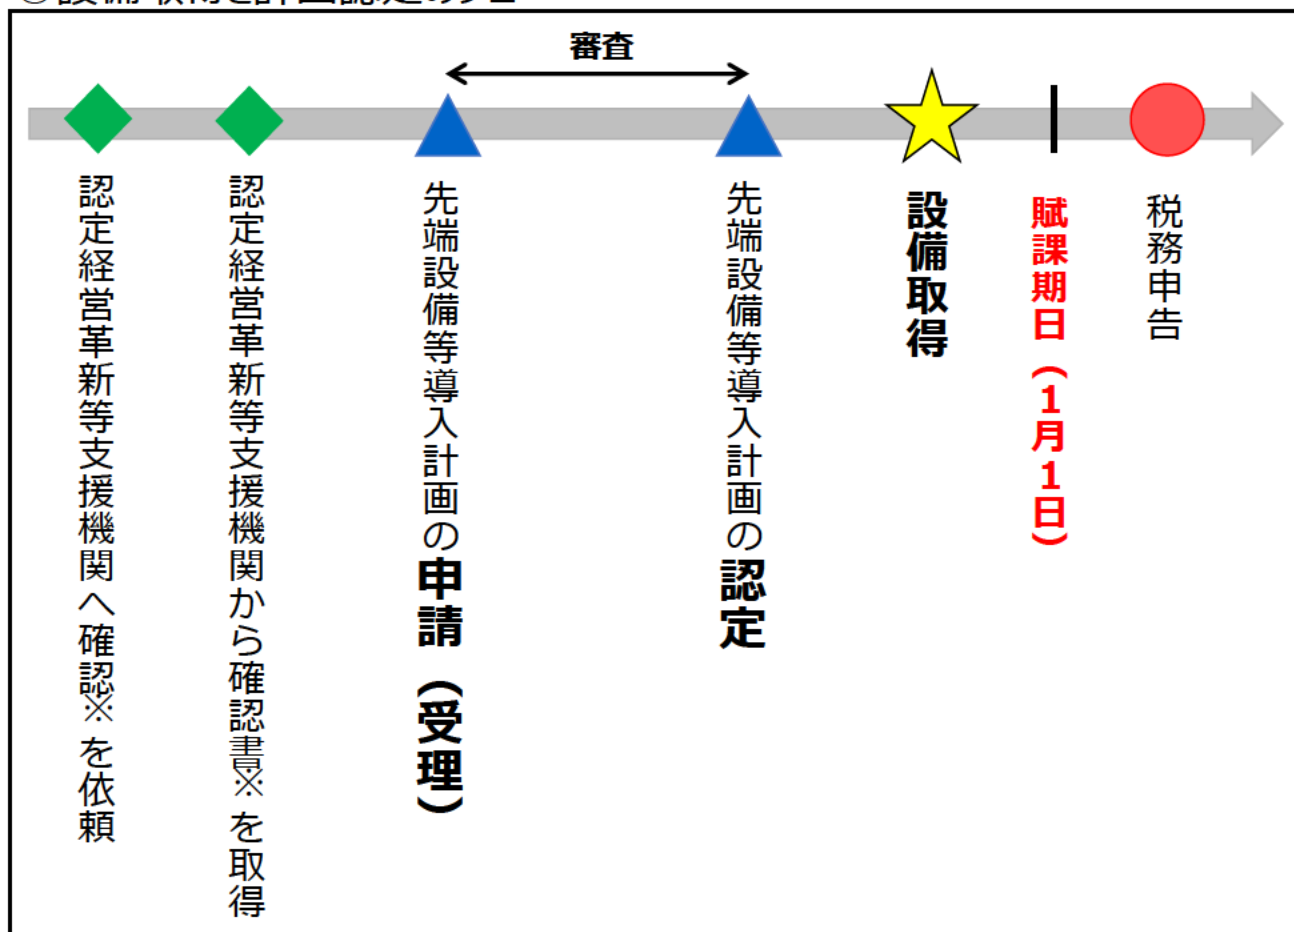 審査
認定経営革新等支援機関へ確認※を依頼
認定経営革新等支援機関から確認書※を取得
先端設備等導入計画の申請（受理）
先端設備等導入計画の認定
設備取得
賦課期日（1月1日）
税務申告